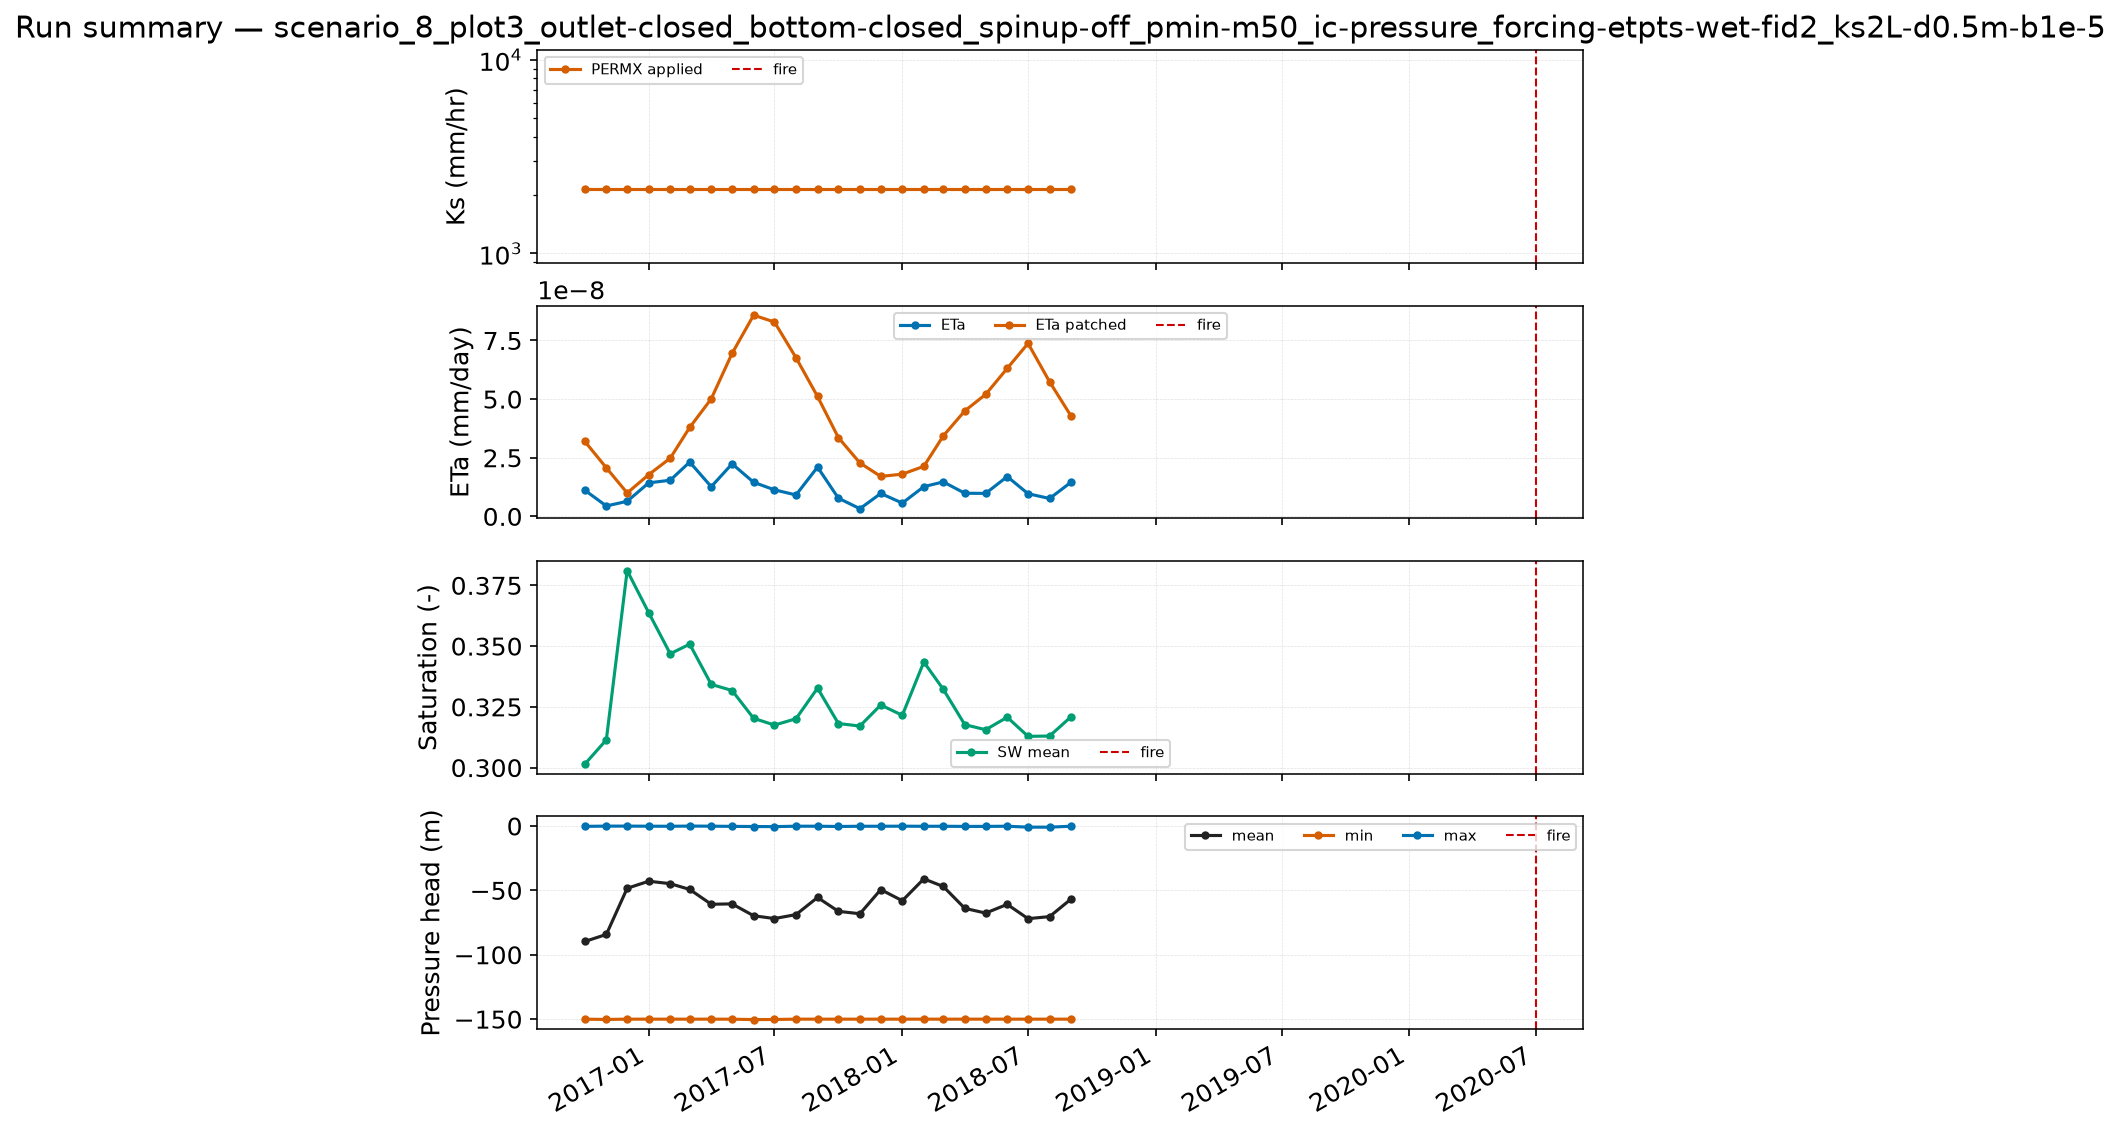 Run summary — scenario_8_plot3_outlet-closed_bottom-closed_spinup-off_pmin-m50_ic-pressure_forcing-etpts-wet-fid2_ks2L-d0.5m-b1e-5
Ks (mm/hr)
10⁴
10³
PERMX applied
fire
1e−8
ETa (mm/day)
7.5
5.0
2.5
0.0
ETa
ETa patched
fire
Saturation (-)
0.375
0.350
0.325
0.300
SW mean
fire
Pressure head (m)
0
−50
−100
−150
mean
min
max
fire
2017-01
2017-07
2018-01
2018-07
2019-01
2019-07
2020-01
2020-07